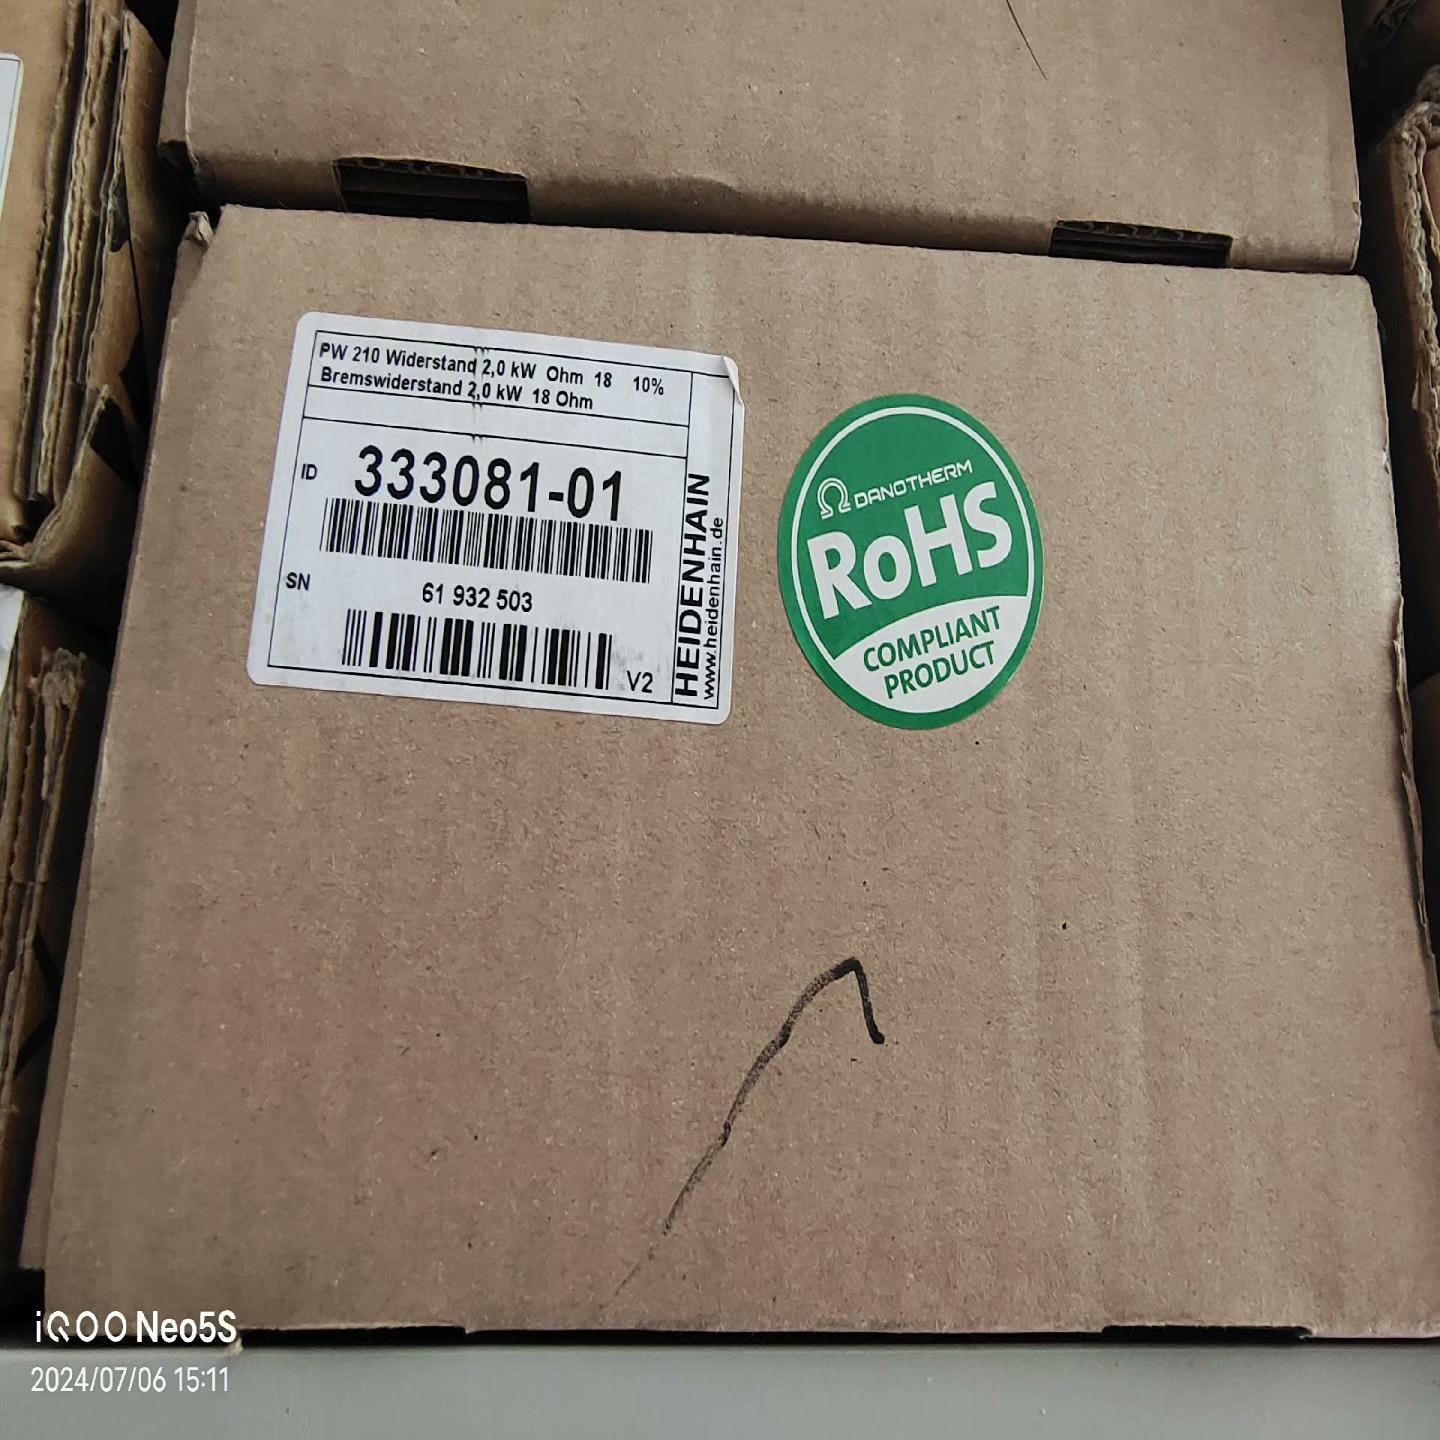 PW 210 Widerstand 2,0 kW Ohm 18 10%
Bremswiderstand 2,0 kW 18 Ohm
ID 333081-01
SN 61 932 503
V2
HEIDENHAIN
www.heidenhain.de
DANOTHERM
RoHS
COMPLIANT
PRODUCT
iQOO Neo5S
2024/07/06 15:11